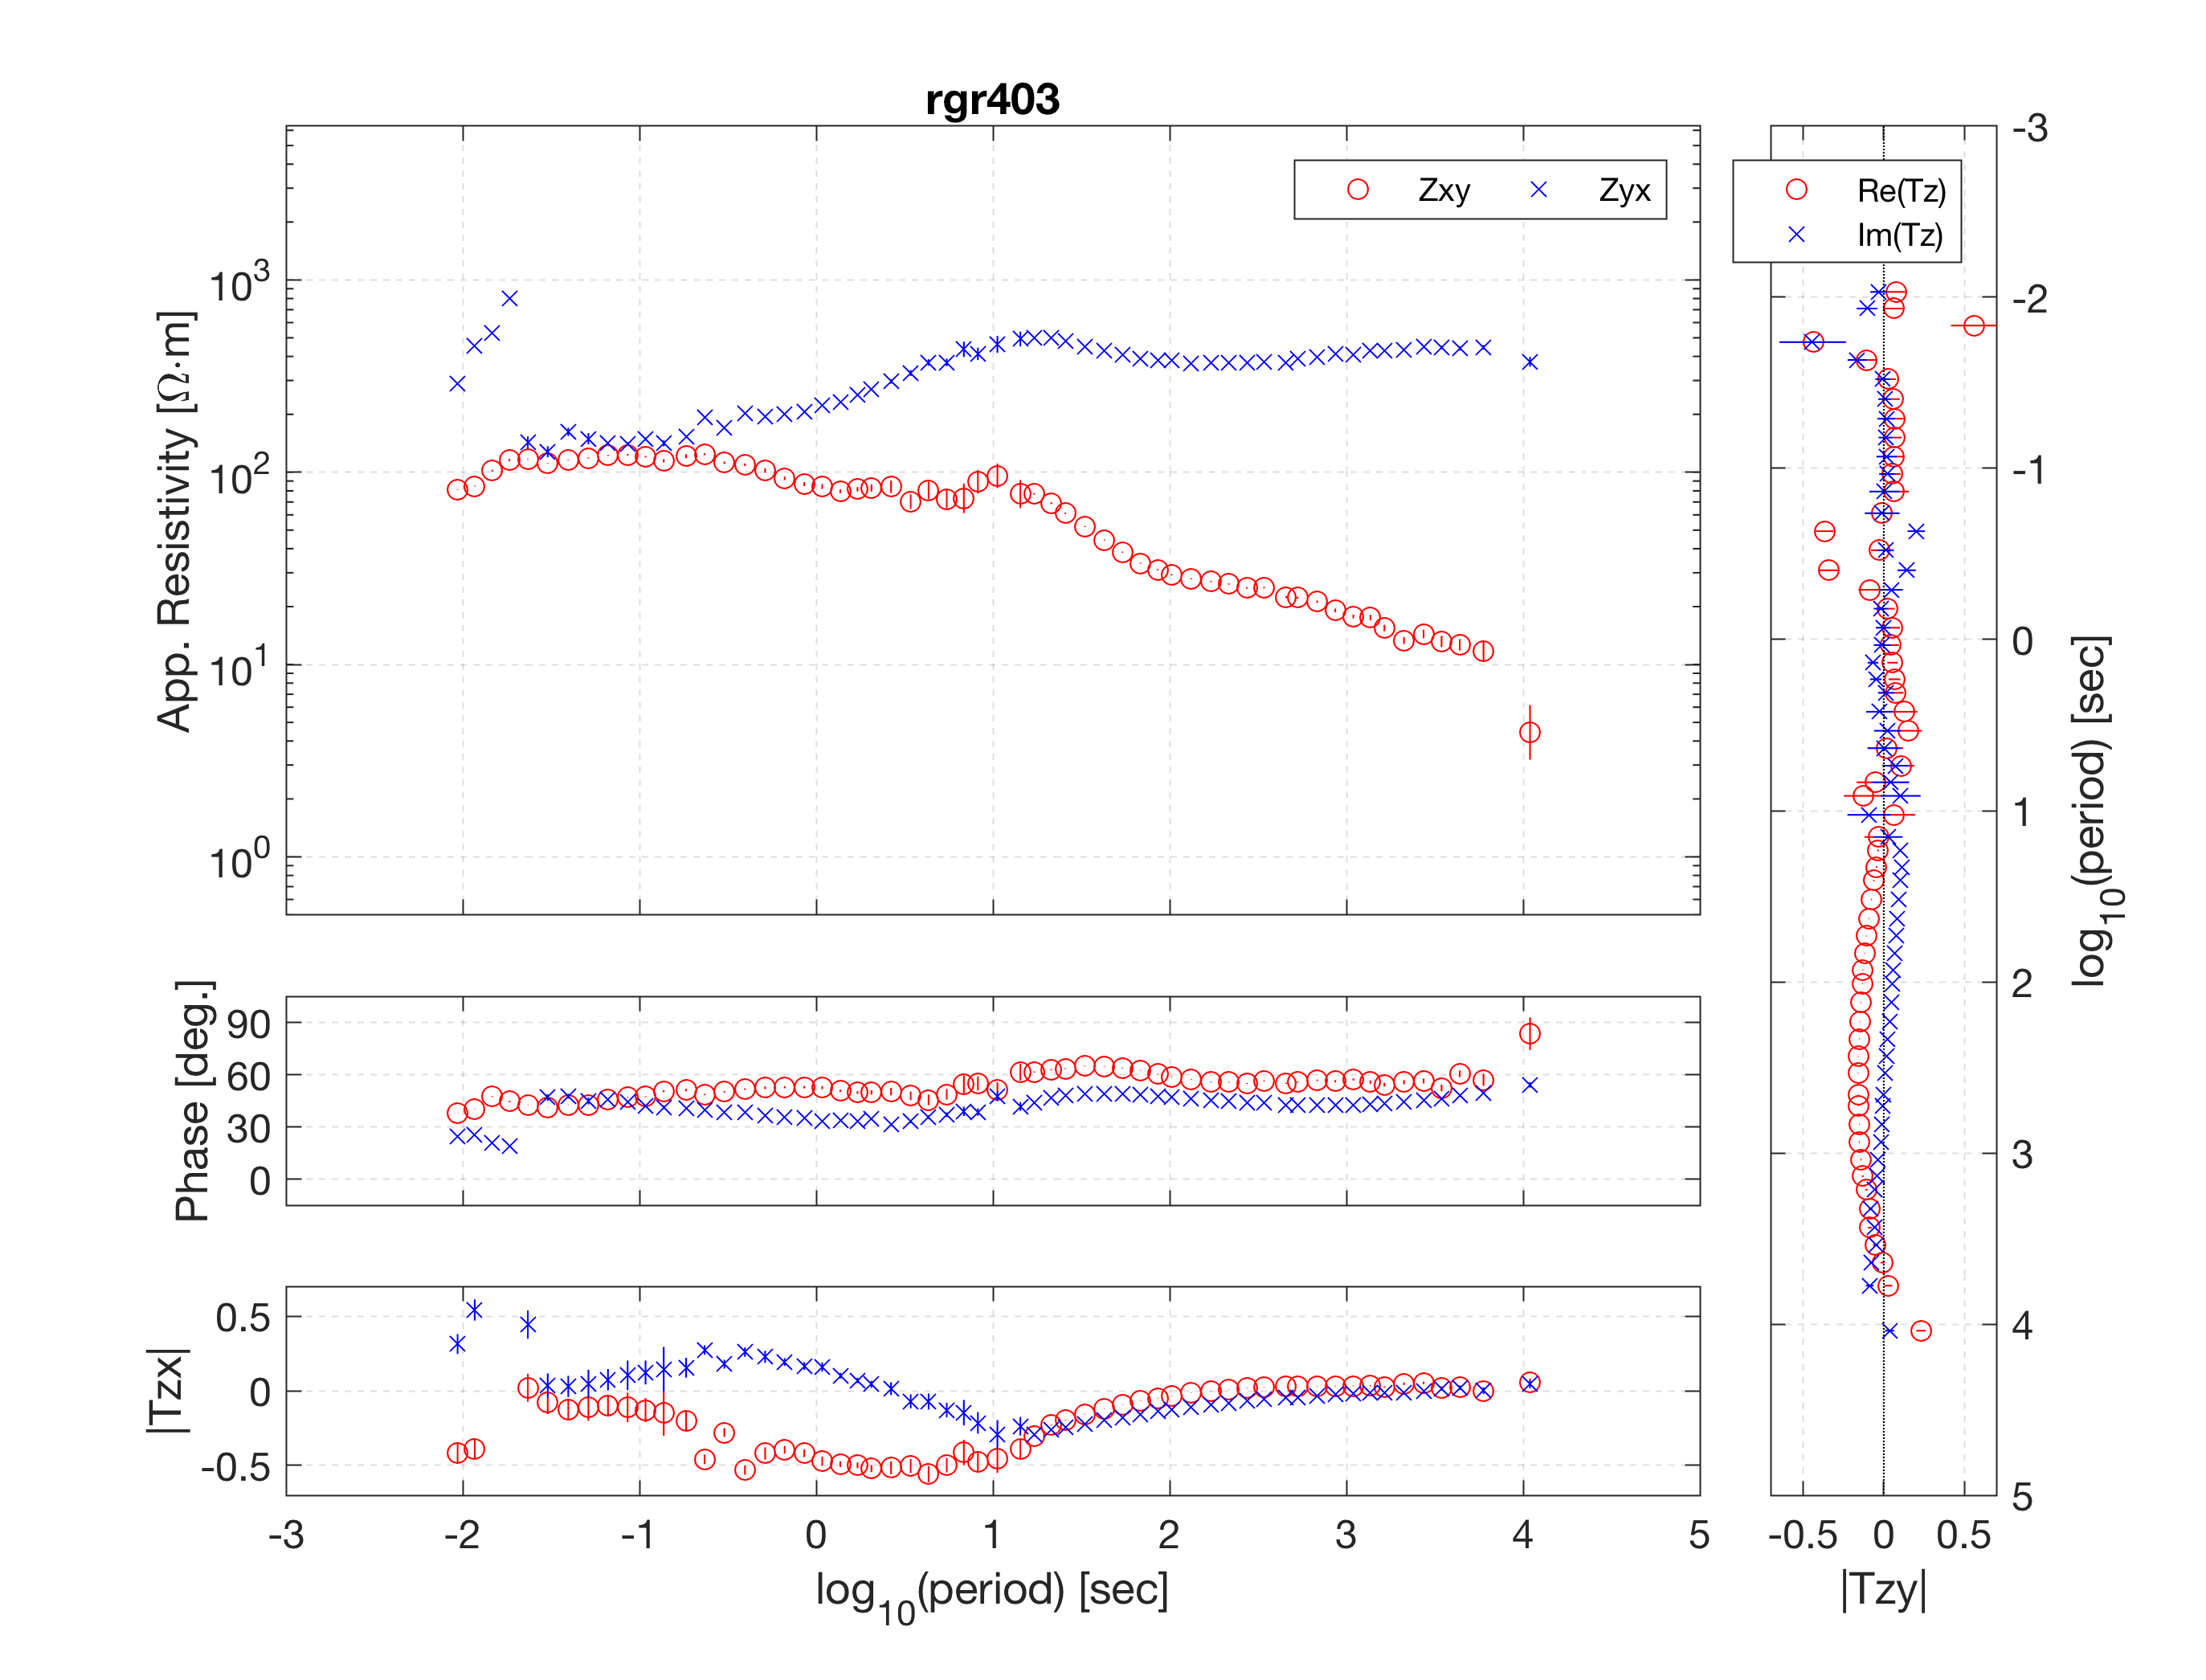 rgr403
Zxy Zyx
App. Resistivity [Ω·m]
10³
10²
10¹
10⁰
Phase [deg.]
90
60
30
0
|Tzx|
0.5
0
-0.5
-3 -2 -1 0 1 2 3 4 5
log₁₀(period) [sec]
Re(Tz)
Im(Tz)
-3
-2
-1
0
1
2
3
4
5
log₁₀(period) [sec]
-0.5 0 0.5
|Tzy|